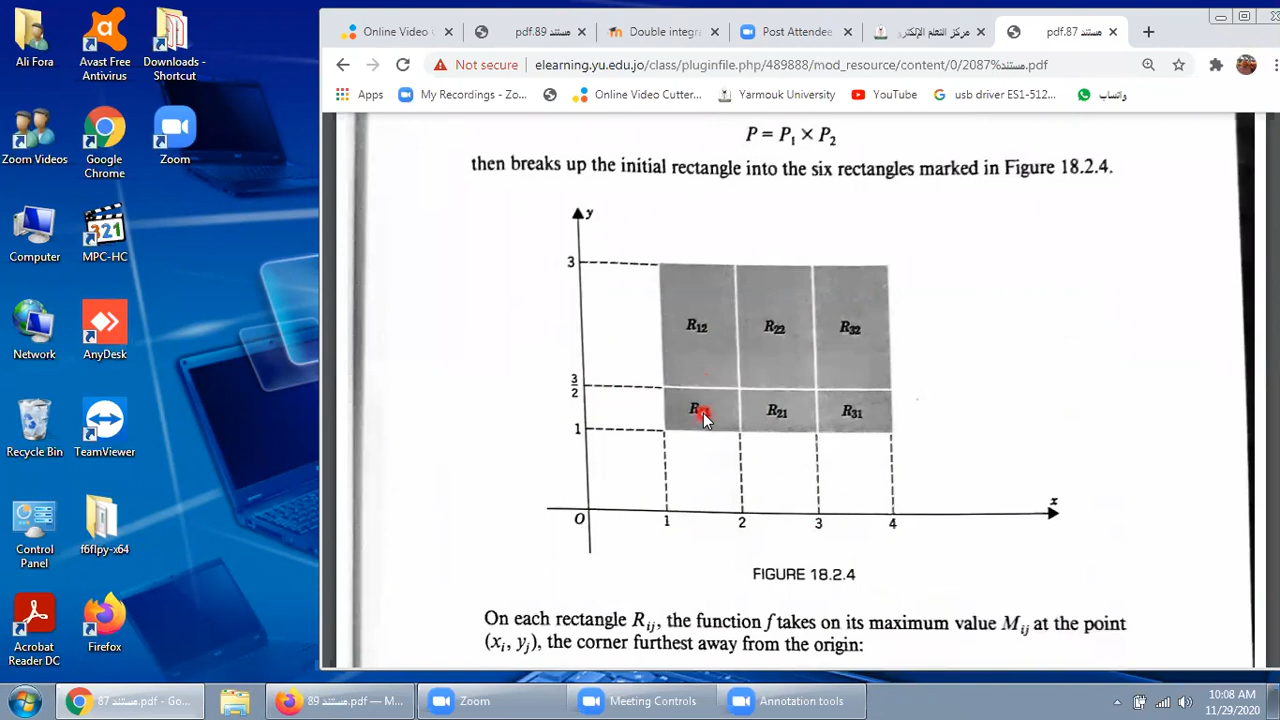 Ali Fora
Avast Free
Antivirus
Downloads -
Shortcut
Zoom Videos
Google
Chrome
Zoom
Computer
MPC-HC
321
Network
AnyDesk
Recycle Bin
TeamViewer
Control
Panel
f6flpy-x64
Acrobat
Reader DC
Firefox
Online Video
مستند 89.pdf
Double integra
Post Attendee
مركز التعلم الإلكترو
مستند 87.pdf
Not secure
elearning.yu.edu.jo/class/pluginfile.php/489888/mod_resource/content/0/2087%مستند.pdf
Apps
My Recordings - Zo...
Online Video Cutter...
Yarmouk University
YouTube
usb driver ES1-512...
واتساب
P = P1 × P2
then breaks up the initial rectangle into the six rectangles marked in Figure 18.2.4.
y
3
R12
R22
R32
3/2
R21
R31
1
x
O
1
2
3
4
FIGURE 18.2.4
On each rectangle Rij, the function f takes on its maximum value Mij at the point
(xi, yj), the corner furthest away from the origin:
87 مستند.pdf - Go...
89 مستند.pdf — M...
Zoom
Meeting Controls
Annotation tools
10:08 AM
11/29/2020